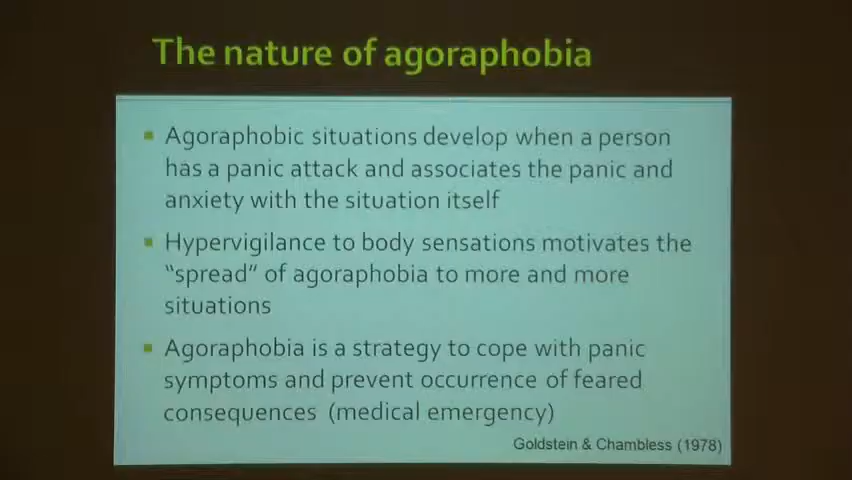 The nature of agoraphobia
Agoraphobic situations develop when a person
has a panic attack and associates the panic and
anxiety with the situation itself
Hypervigilance to body sensations motivates the
“spread” of agoraphobia to more and more
situations
Agoraphobia is a strategy to cope with panic
symptoms and prevent occurrence of feared
consequences (medical emergency)
Goldstein & Chambless (1978)